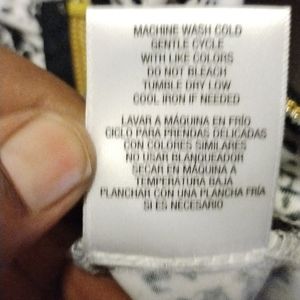 MACHINE WASH COLD
GENTLE CYCLE
WITH LIKE COLORS
DO NOT BLEACH
TUMBLE DRY LOW
COOL IRON IF NEEDED
LAVAR A MÁQUINA EN FRÍO
CICLO PARA PRENDAS DELICADAS
CON COLORES SIMILARES
NO USAR BLANQUEADOR
SECAR EN MÁQUINA A
TEMPERATURA BAJA
PLANCHAR CON UNA PLANCHA FRÍA
SI ES NECESARIO